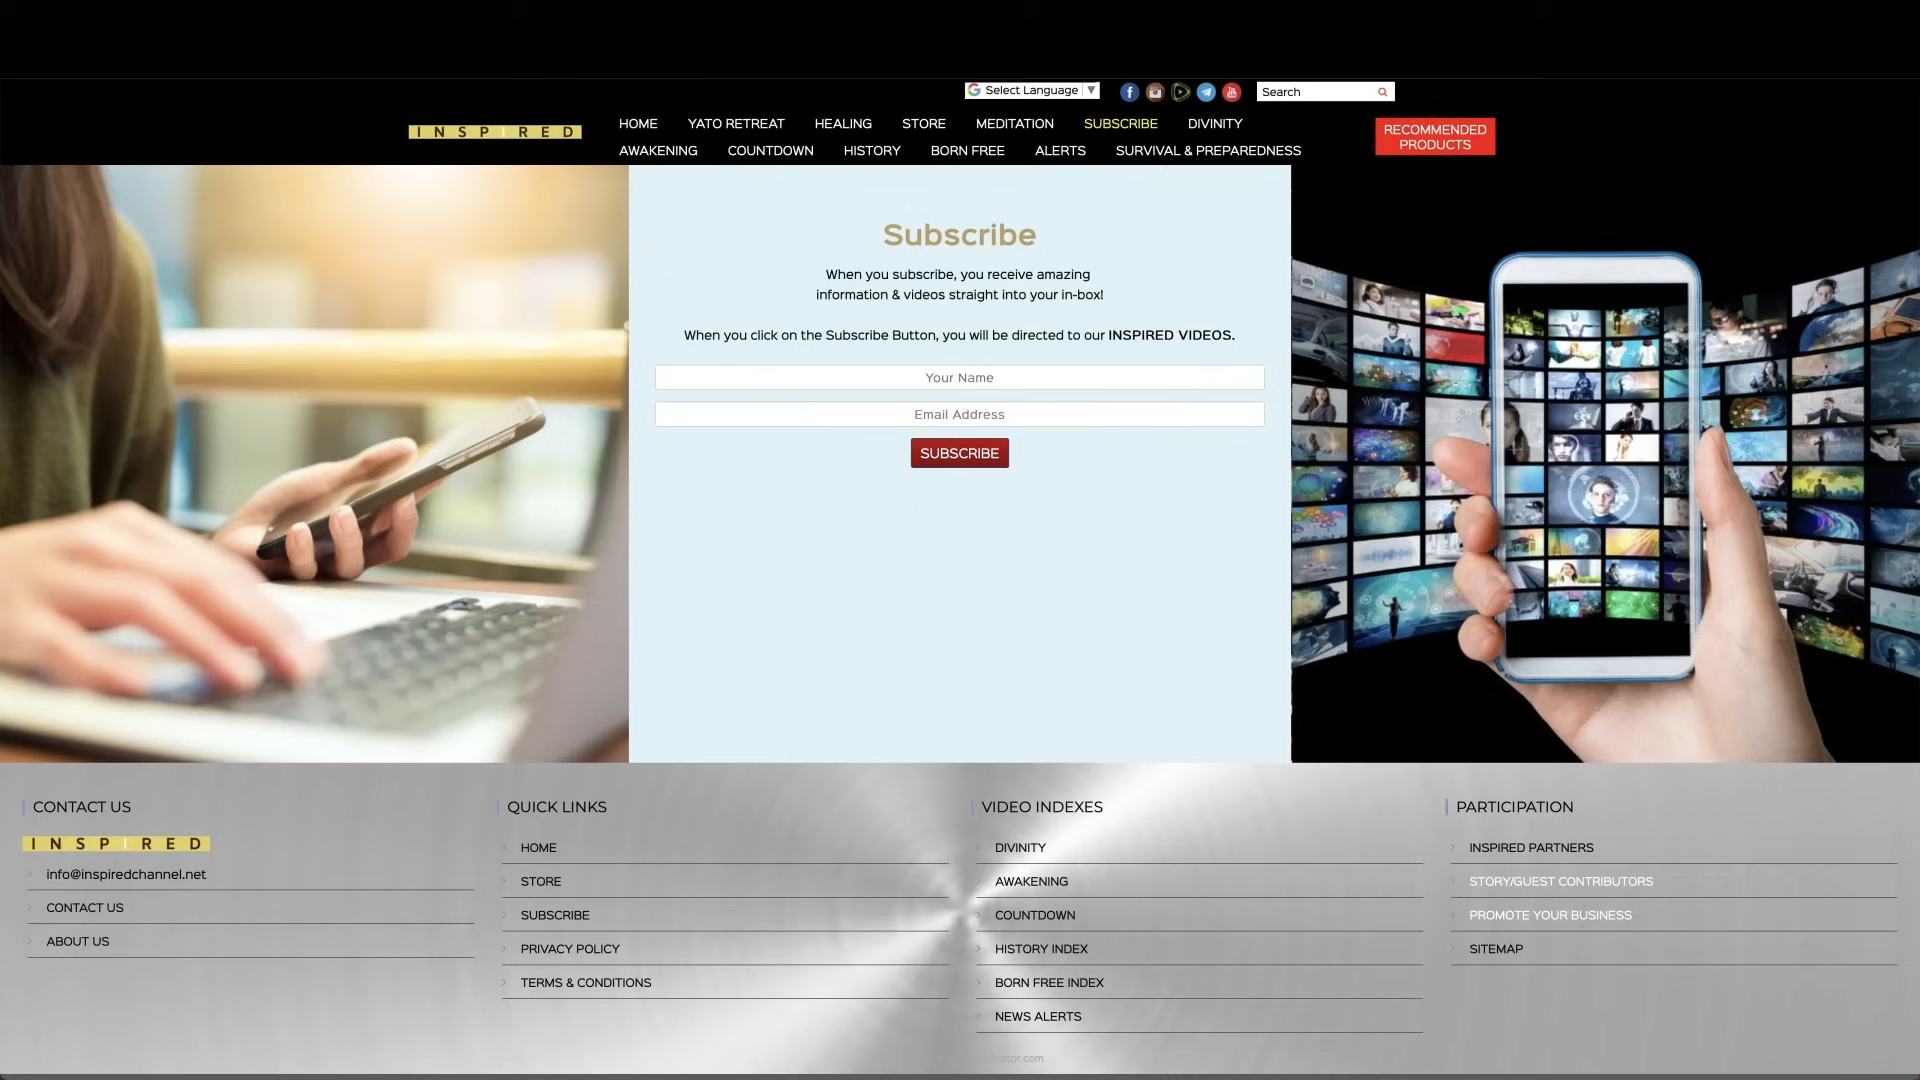 Select Language ▼
Search
INSPIRED
HOME YATO RETREAT HEALING STORE MEDITATION SUBSCRIBE DIVINITY
AWAKENING COUNTDOWN HISTORY BORN FREE ALERTS SURVIVAL & PREPAREDNESS
RECOMMENDED
PRODUCTS
Subscribe
When you subscribe, you receive amazing
information & videos straight into your in-box!
When you click on the Subscribe Button, you will be directed to our INSPIRED VIDEOS.
Your Name
Email Address
SUBSCRIBE
CONTACT US
INSPIRED
info@inspiredchannel.net
CONTACT US
ABOUT US
QUICK LINKS
HOME
STORE
SUBSCRIBE
PRIVACY POLICY
TERMS & CONDITIONS
VIDEO INDEXES
DIVINITY
AWAKENING
COUNTDOWN
HISTORY INDEX
BORN FREE INDEX
NEWS ALERTS
PARTICIPATION
INSPIRED PARTNERS
STORY/GUEST CONTRIBUTORS
PROMOTE YOUR BUSINESS
SITEMAP